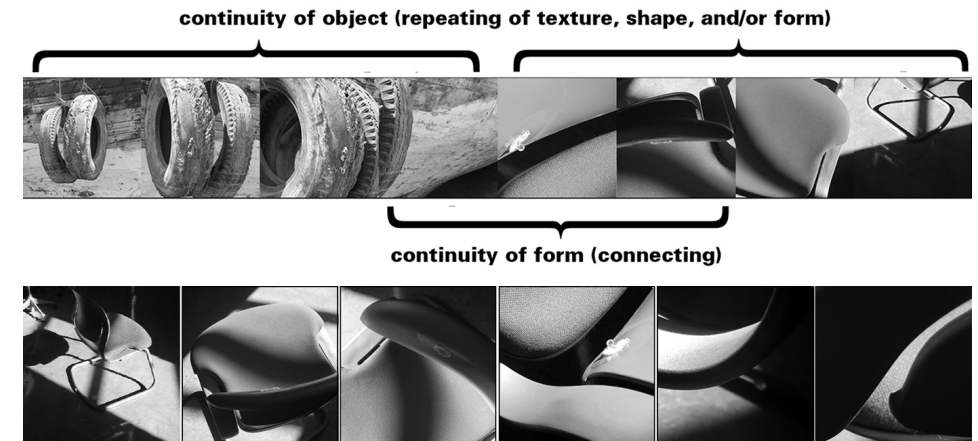 continuity of object (repeating of texture, shape, and/or form)
continuity of form (connecting)